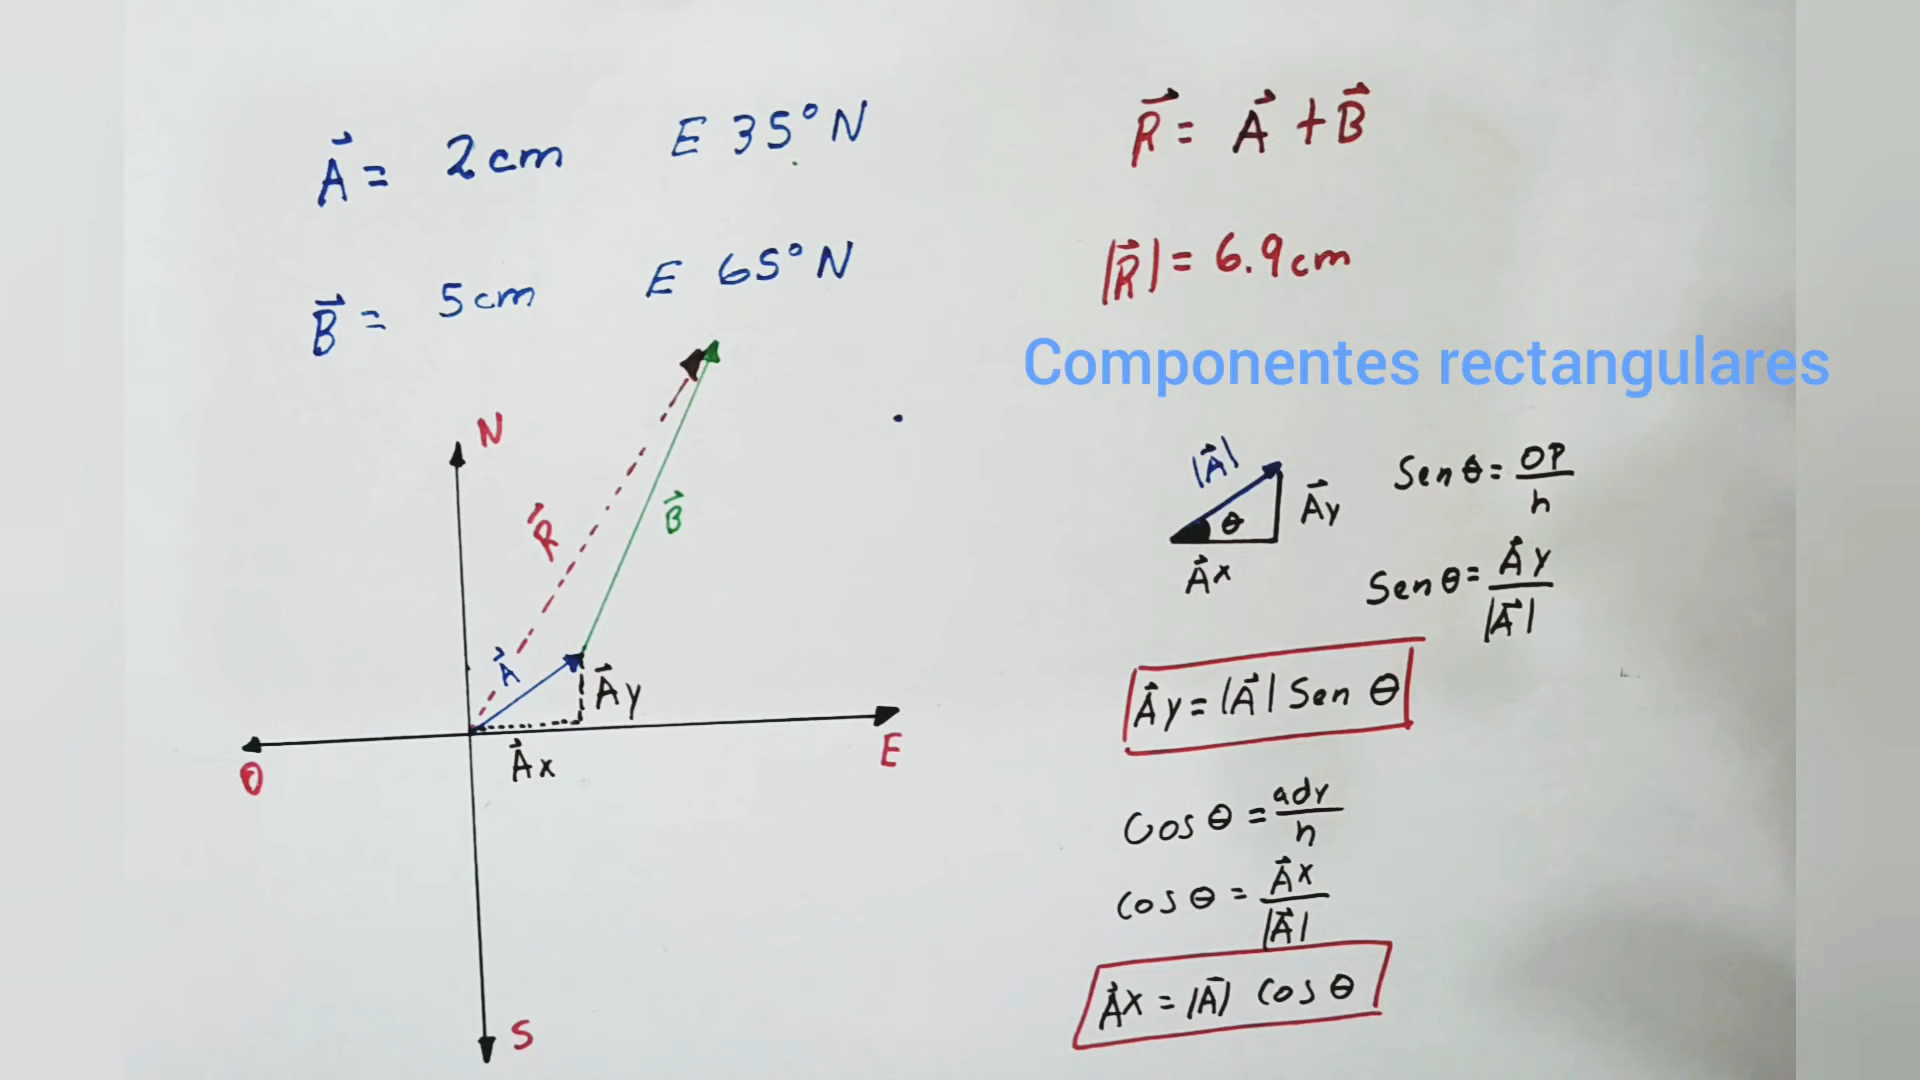 A⃗ = 2cm E 35° N
B⃗ = 5cm E 65° N
R⃗ = A⃗ + B⃗
|R⃗| = 6.9cm
Componentes rectangulares
N
R⃗
B⃗
A⃗
A⃗y
A⃗x
O
E
S
|A⃗|
θ
A⃗y
A⃗x
Sen θ = OP/h
Sen θ = A⃗y/|A⃗|
A⃗y = |A⃗| Sen θ
Cos θ = ady/h
Cos θ = A⃗x/|A⃗|
A⃗x = |A⃗| Cos θ